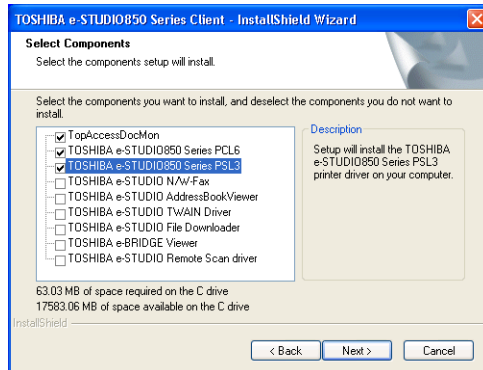 TOSHIBA e-STUDIO850 Series Client - InstallShield Wizard
Select Components
Select the components setup will install.
Select the components you want to install, and deselect the components you do not want to
install.
TopAccessDocMon
TOSHIBA e-STUDIO850 Series PCL6
TOSHIBA e-STUDIO850 Series PSL3
TOSHIBA e-STUDIO N/W-Fax
TOSHIBA e-STUDIO AddressBookViewer
TOSHIBA e-STUDIO TWAIN Driver
TOSHIBA e-STUDIO File Downloader
TOSHIBA e-BRIDGE Viewer
TOSHIBA e-STUDIO Remote Scan driver
Description
Setup will install the TOSHIBA
e-STUDIO850 Series PSL3
printer driver on your computer.
63.03 MB of space required on the C drive
17583.06 MB of space available on the C drive
InstallShield
< Back
Next >
Cancel